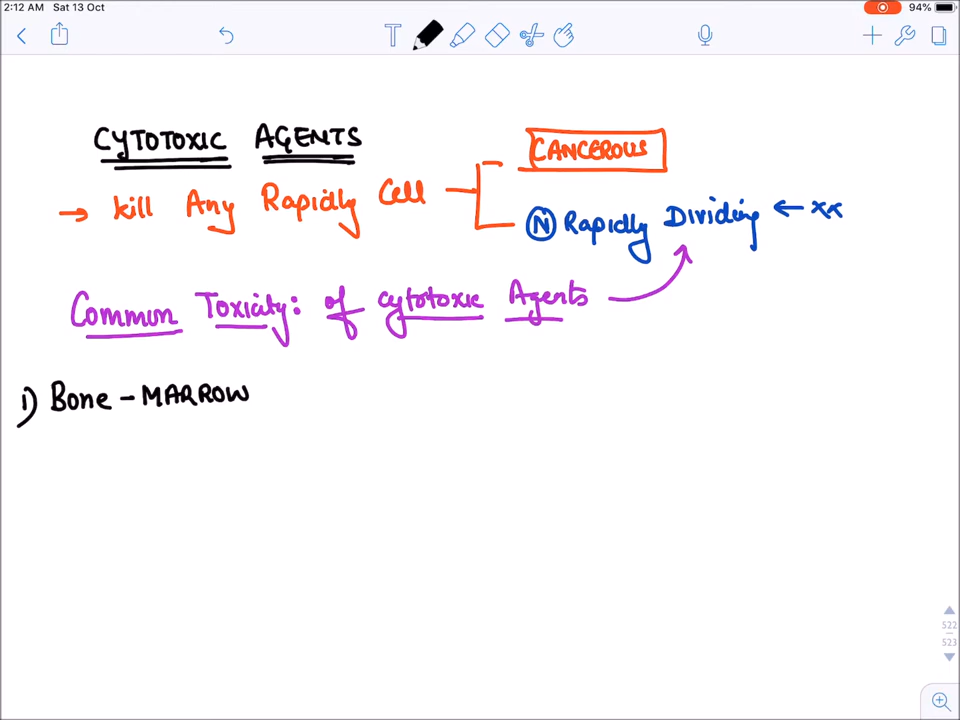 2:12 AM Sat 13 Oct 94%
T
CYTOTOXIC AGENTS
CANCEROUS
→ kill Any Rapidly Cell
N Rapidly Dividing ← xx
Common Toxicity: of cytotoxic Agents
1) Bone - MARROW
522
523